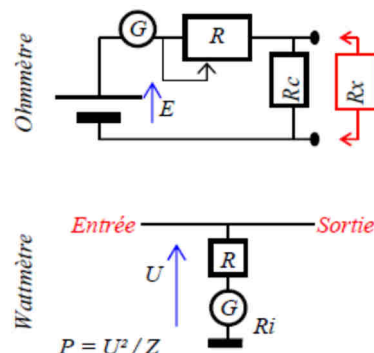 Ohmmètre
G
R
E
Rc
Rx
Wattmètre
Entrée
Sortie
U
R
G
Ri
P = U² / Z